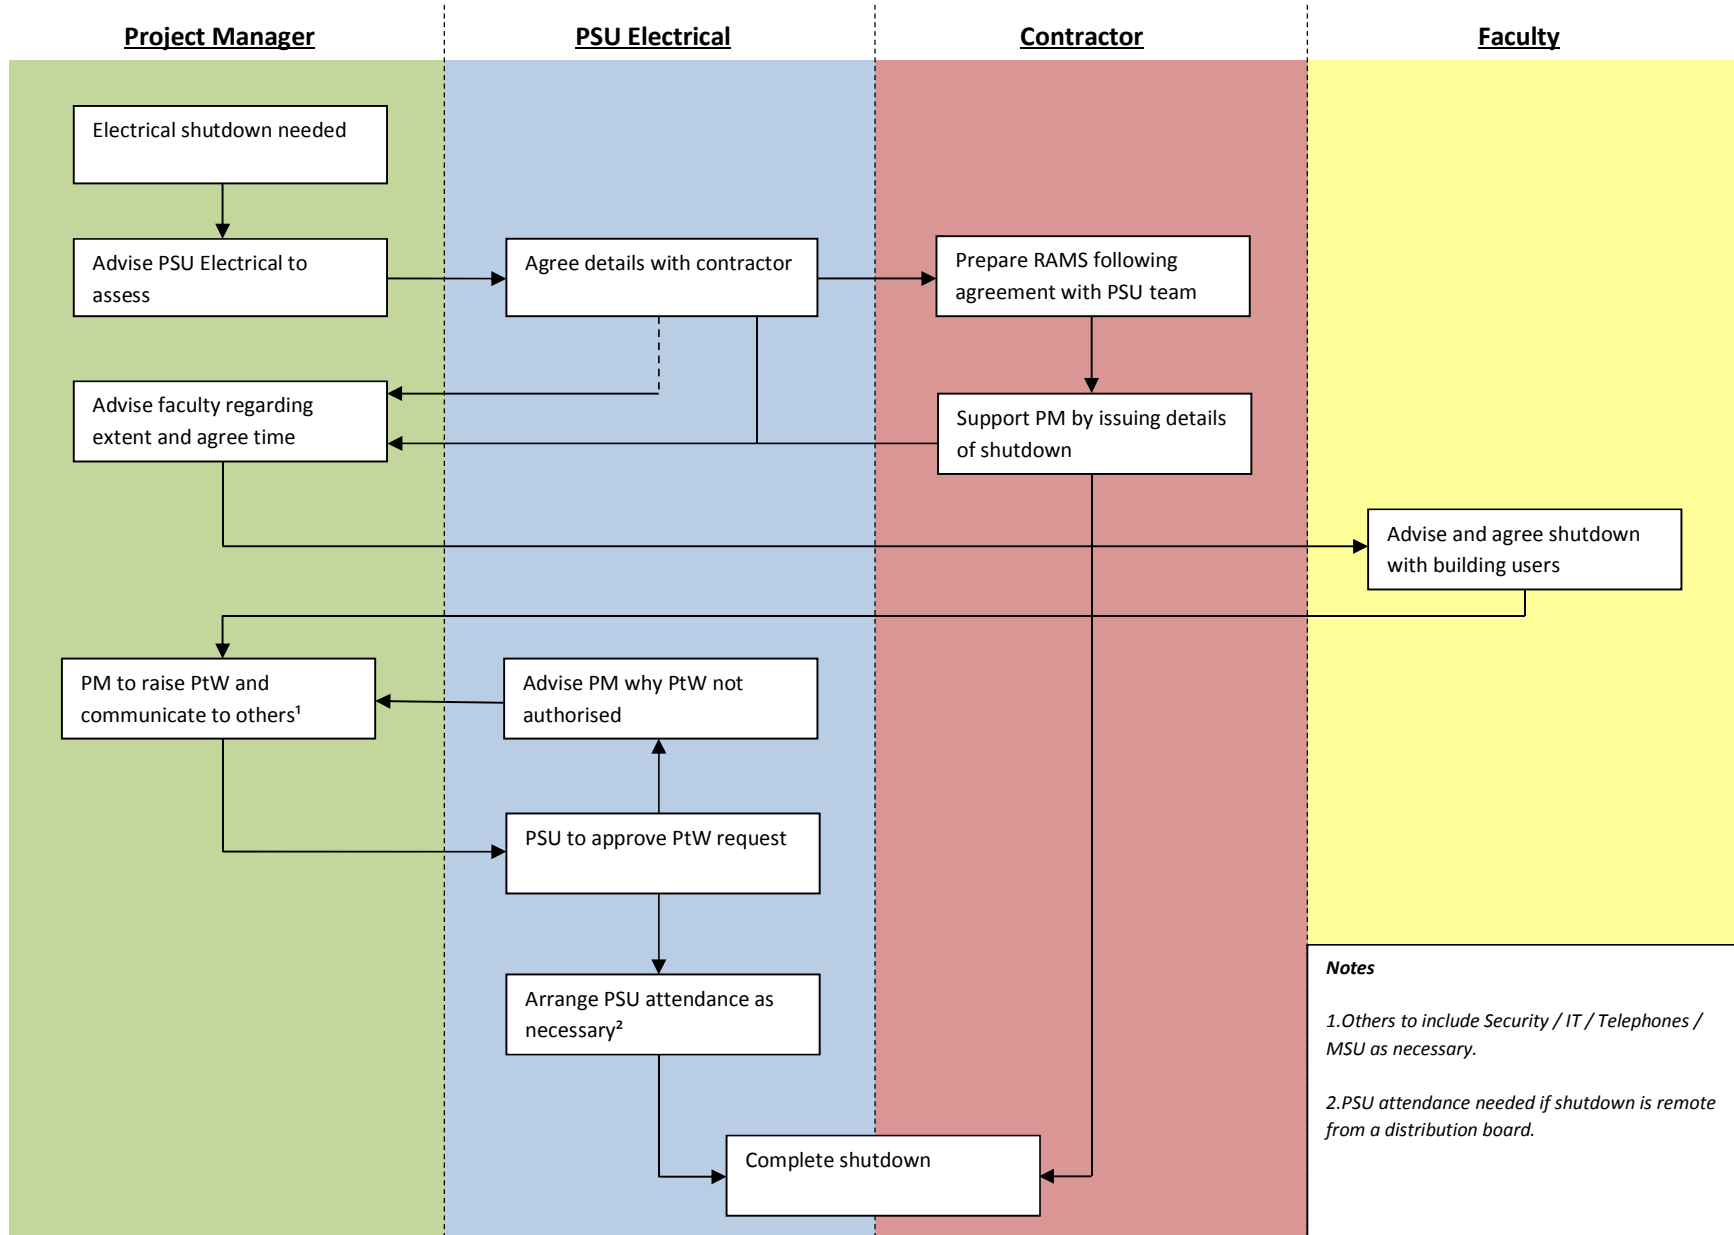 Project Manager
PSU Electrical
Contractor
Faculty
Electrical shutdown needed
Advise PSU Electrical to
assess
Agree details with contractor
Prepare RAMS following
agreement with PSU team
Advise faculty regarding
extent and agree time
Support PM by issuing details
of shutdown
Advise and agree shutdown
with building users
PM to raise PtW and
communicate to others¹
Advise PM why PtW not
authorised
PSU to approve PtW request
Arrange PSU attendance as
necessary²
Complete shutdown
Notes
1.Others to include Security / IT / Telephones /
MSU as necessary.
2.PSU attendance needed if shutdown is remote
from a distribution board.